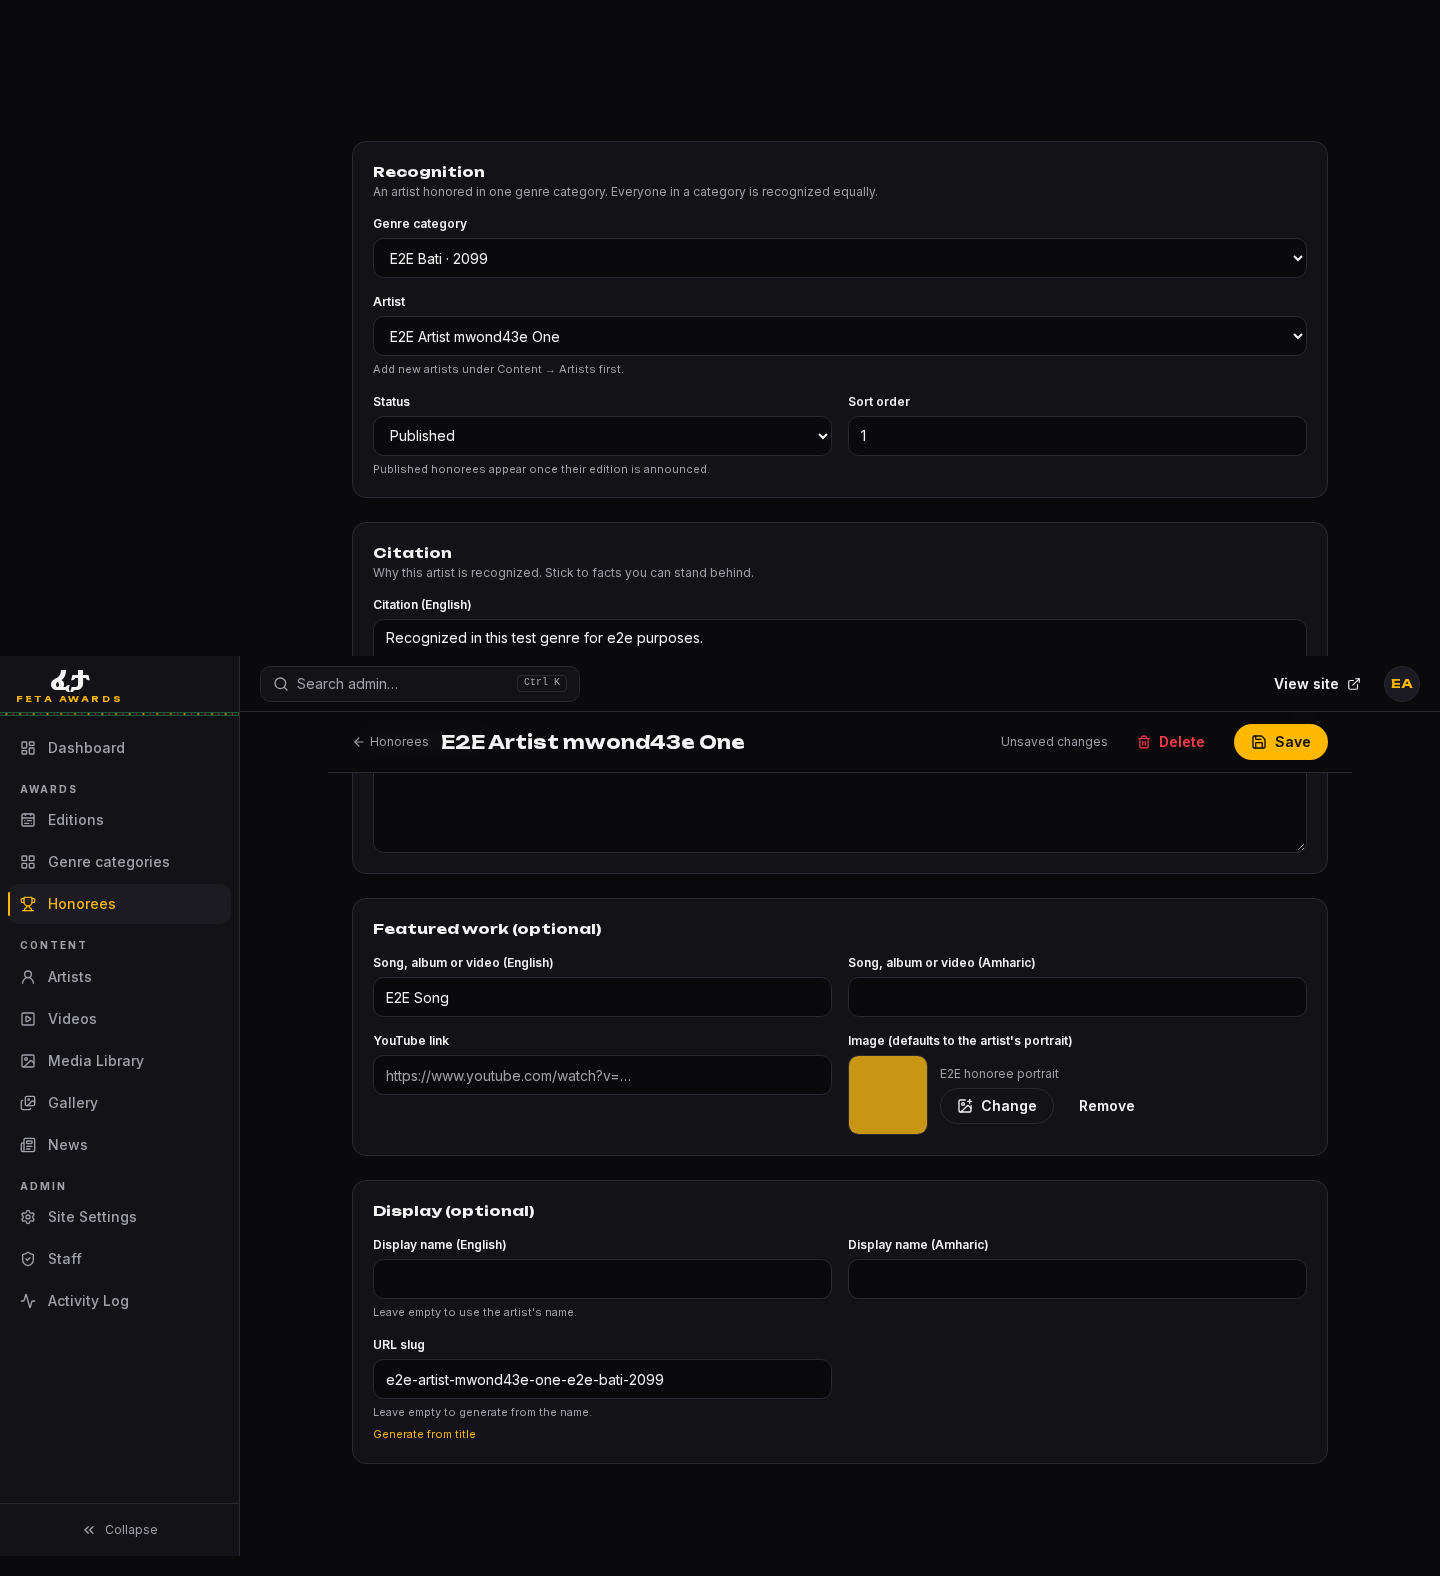 Recognition
An artist honored in one genre category. Everyone in a category is recognized equally.
Genre category
E2E Bati · 2099
Artist
E2E Artist mwond43e One
Add new artists under Content → Artists first.
Status
Sort order
Published
1
Published honorees appear once their edition is announced.
Citation
Why this artist is recognized. Stick to facts you can stand behind.
Citation (English)
Recognized in this test genre for e2e purposes.
FETA AWARDS
Search admin…
Ctrl K
View site
EA
Honorees
E2E Artist mwond43e One
Unsaved changes
Delete
Save
Dashboard
AWARDS
Editions
Genre categories
Honorees
CONTENT
Artists
Videos
Media Library
Gallery
News
ADMIN
Site Settings
Staff
Activity Log
Collapse
Featured work (optional)
Song, album or video (English)
Song, album or video (Amharic)
E2E Song
YouTube link
Image (defaults to the artist's portrait)
https://www.youtube.com/watch?v=…
E2E honoree portrait
Change
Remove
Display (optional)
Display name (English)
Display name (Amharic)
Leave empty to use the artist's name.
URL slug
e2e-artist-mwond43e-one-e2e-bati-2099
Leave empty to generate from the name.
Generate from title